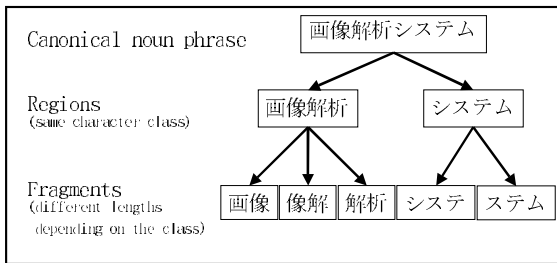 Canonical noun phrase
画像解析システム
Regions
(same character class)
画像解析
システム
Fragments
(different lengths
depending on the class)
画像
像解
解析
システ
ステム